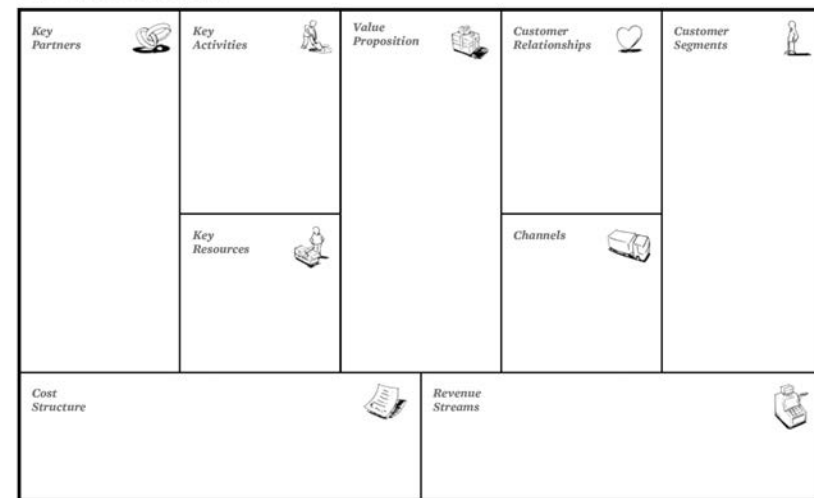 Key
Partners
Key
Activities
Value
Proposition
Customer
Relationships
Customer
Segments
Key
Resources
Channels
Cost
Structure
Revenue
Streams